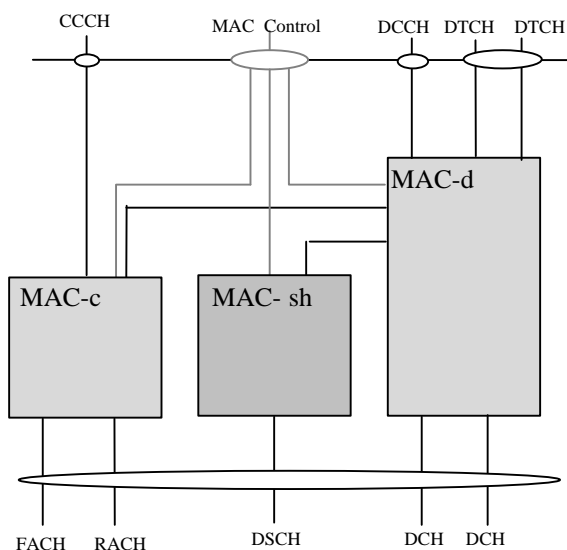 CCCH MAC Control DCCH DTCH DTCH
MAC-d
MAC-c MAC- sh
FACH RACH DSCH DCH DCH